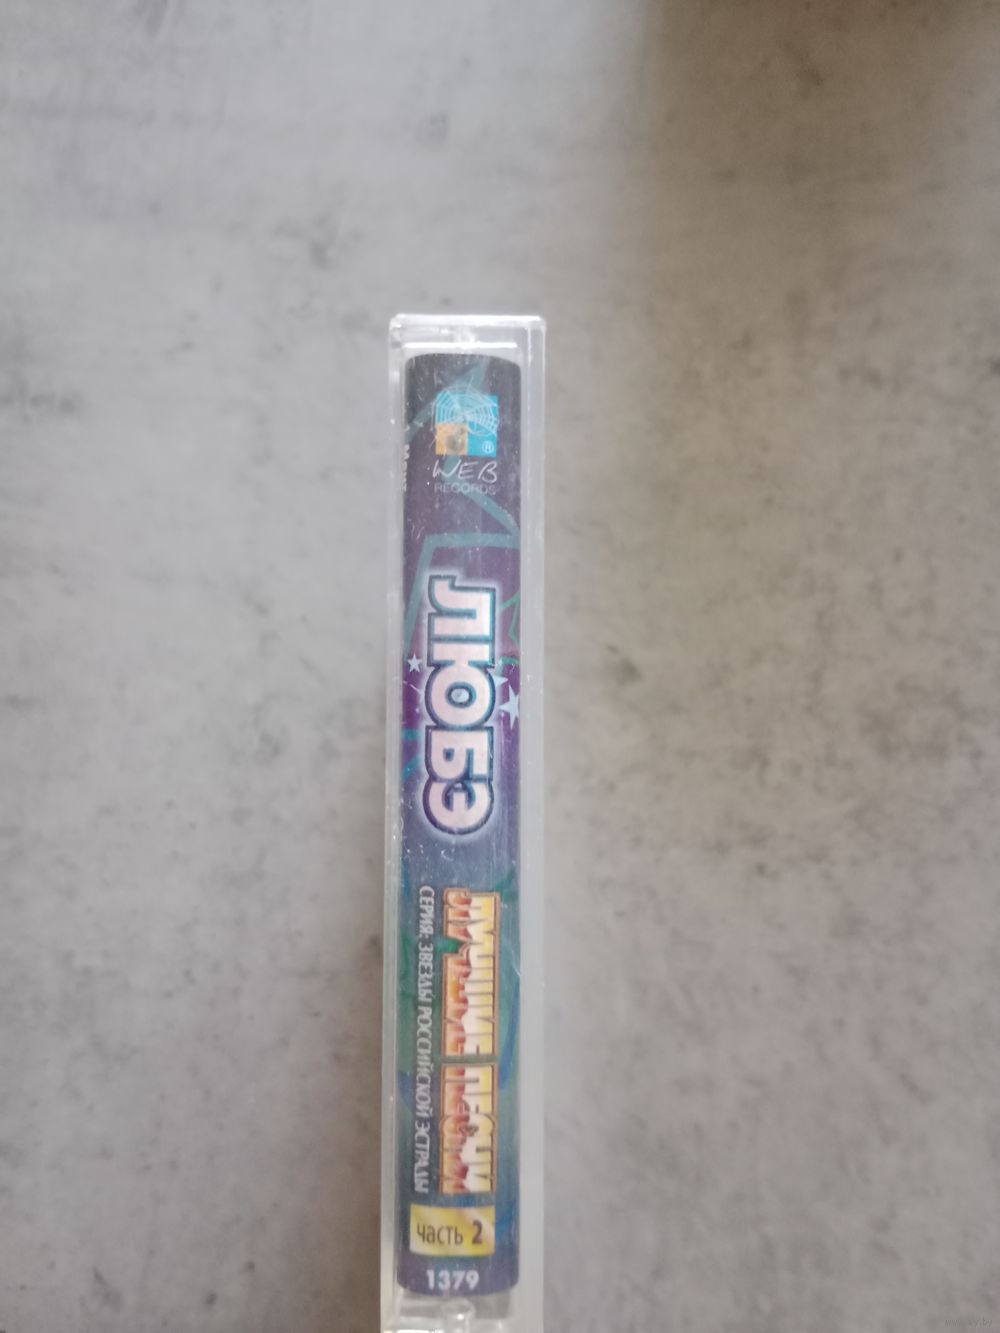 ®
WEB
RECORDS
ЛЮБЭ
ЛУЧШИЕ ПЕСНИ
СЕРИЯ: ЗВЕЗДЫ РОССИЙСКОЙ ЭСТРАДЫ
часть 2
1379